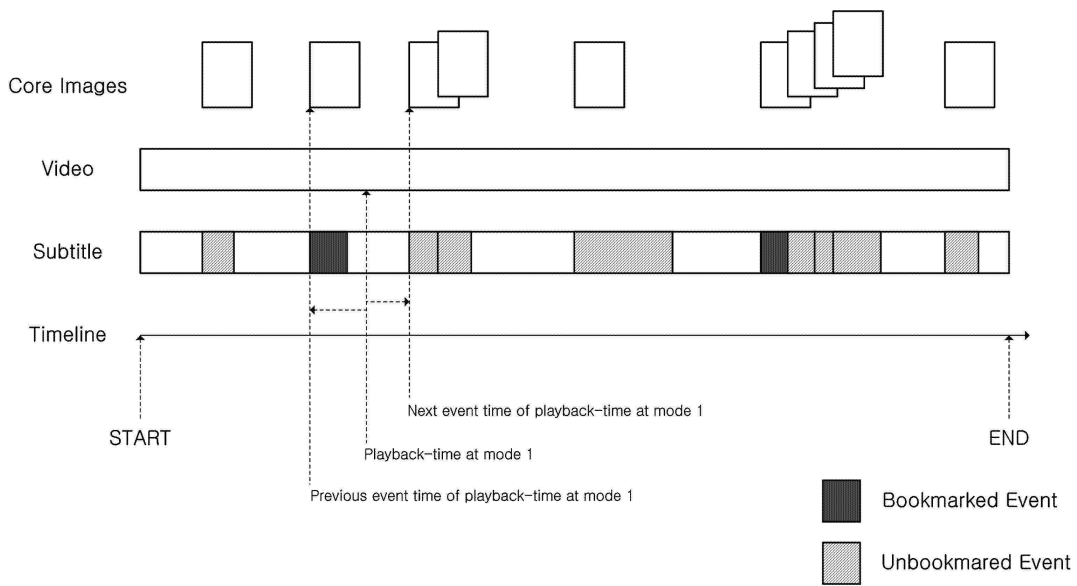 Core Images
Video
Subtitle
Timeline
Next event time of playback-time at mode 1
START
END
Playback-time at mode 1
Previous event time of playback-time at mode 1
Bookmarked Event
Unbookmared Event